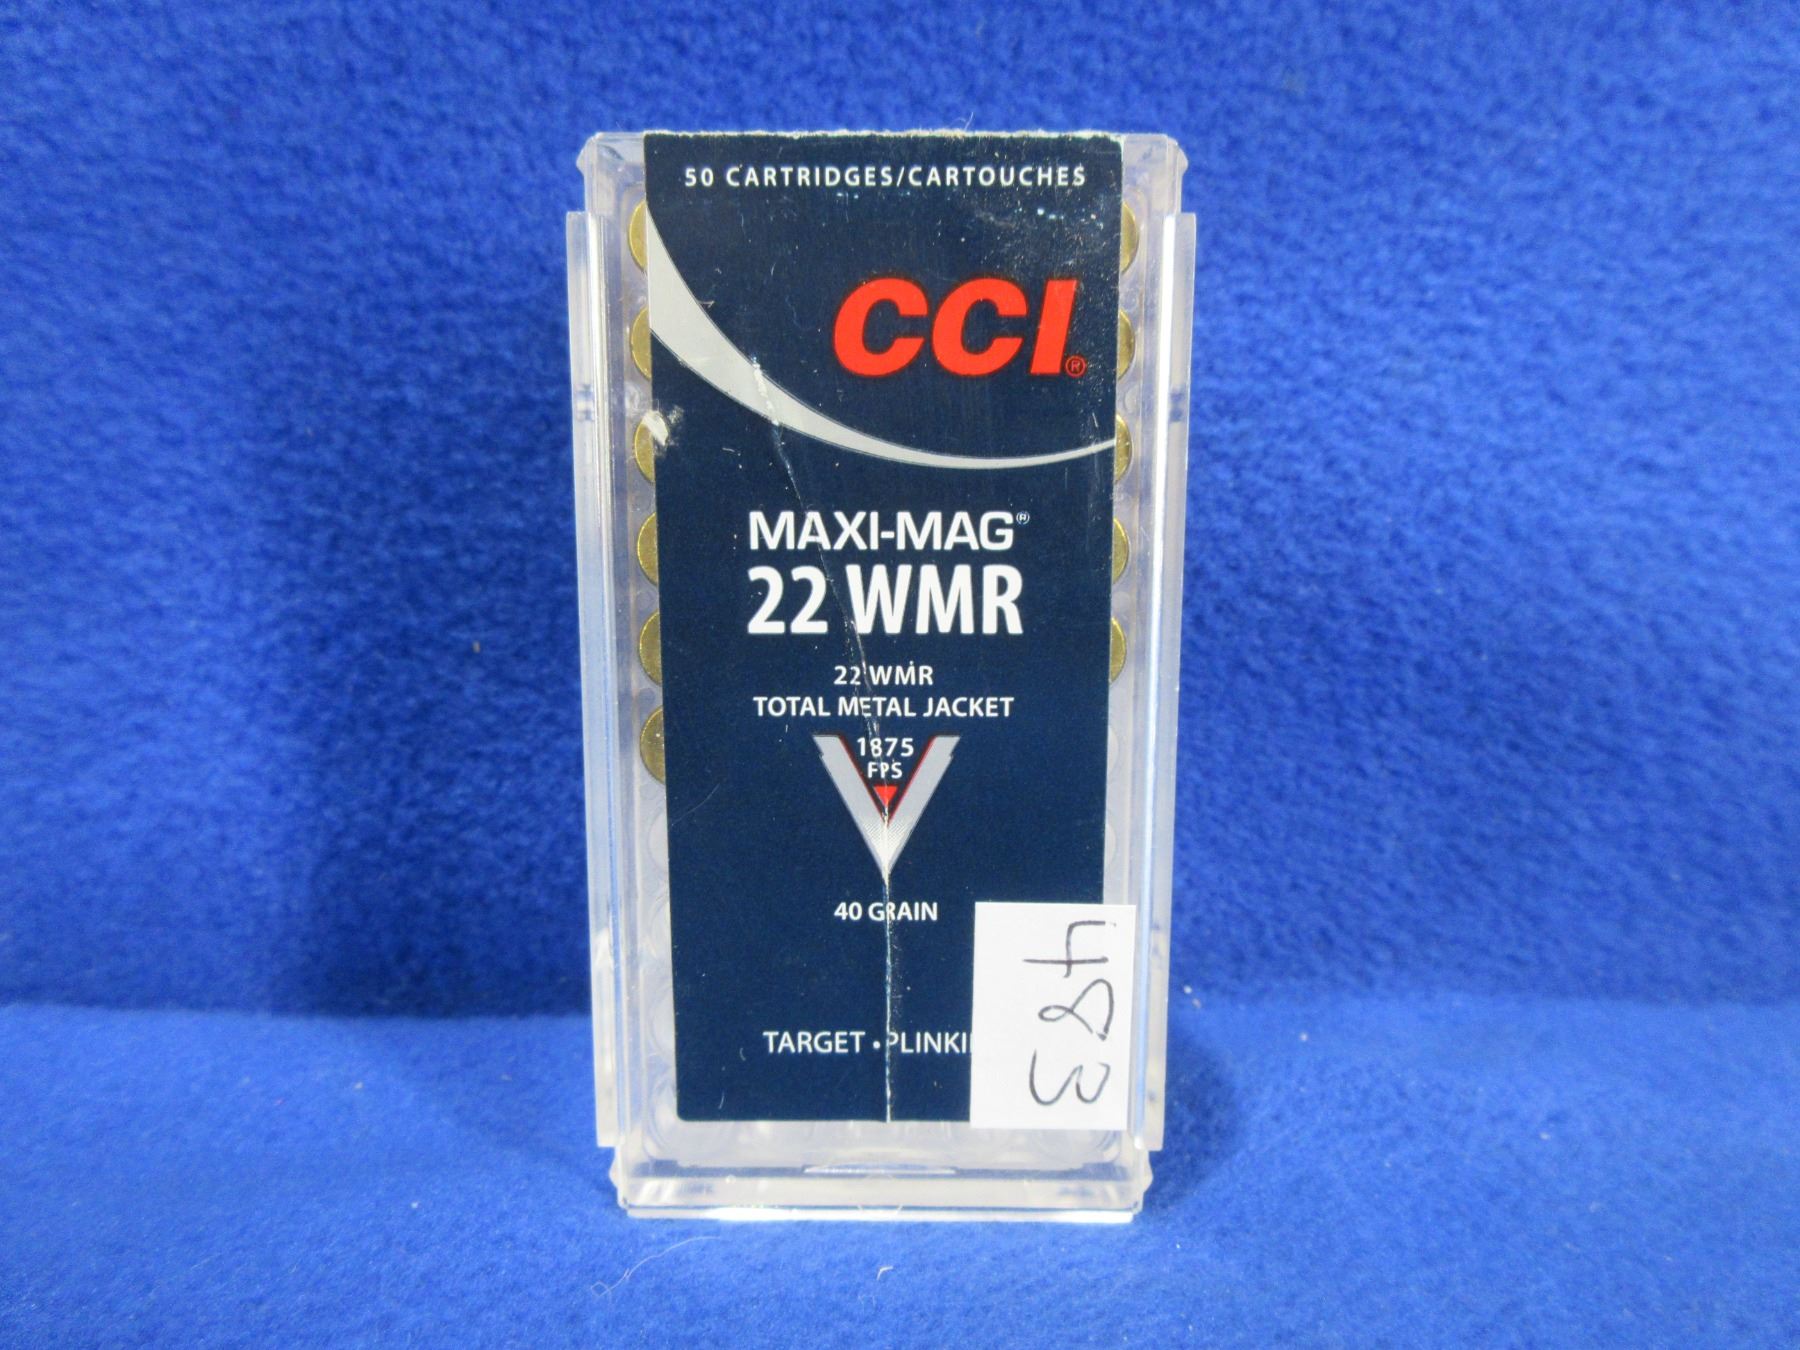 50 CARTRIDGES/CARTOUCHES
CCI®
MAXI-MAG®
22 WMR
22 WMR
TOTAL METAL JACKET
1875
FPS
40 GRAIN
TARGET • PLINKI
483